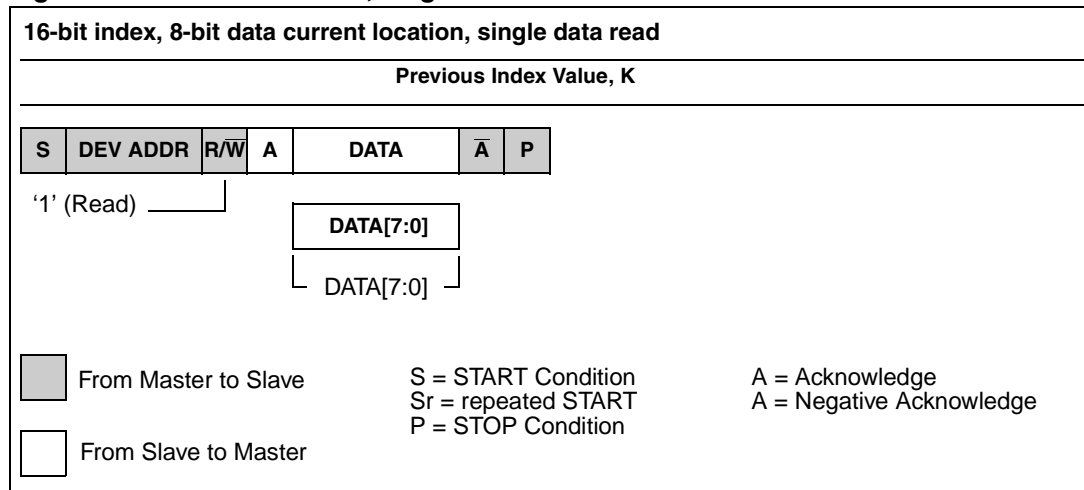 16-bit index, 8-bit data current location, single data read
Previous Index Value, K
S DEV ADDR R/W̅ A DATA A̅ P
‘1’ (Read)
DATA[7:0]
DATA[7:0]
From Master to Slave
From Slave to Master
S = START Condition
Sr = repeated START
P = STOP Condition
A = Acknowledge
A = Negative Acknowledge